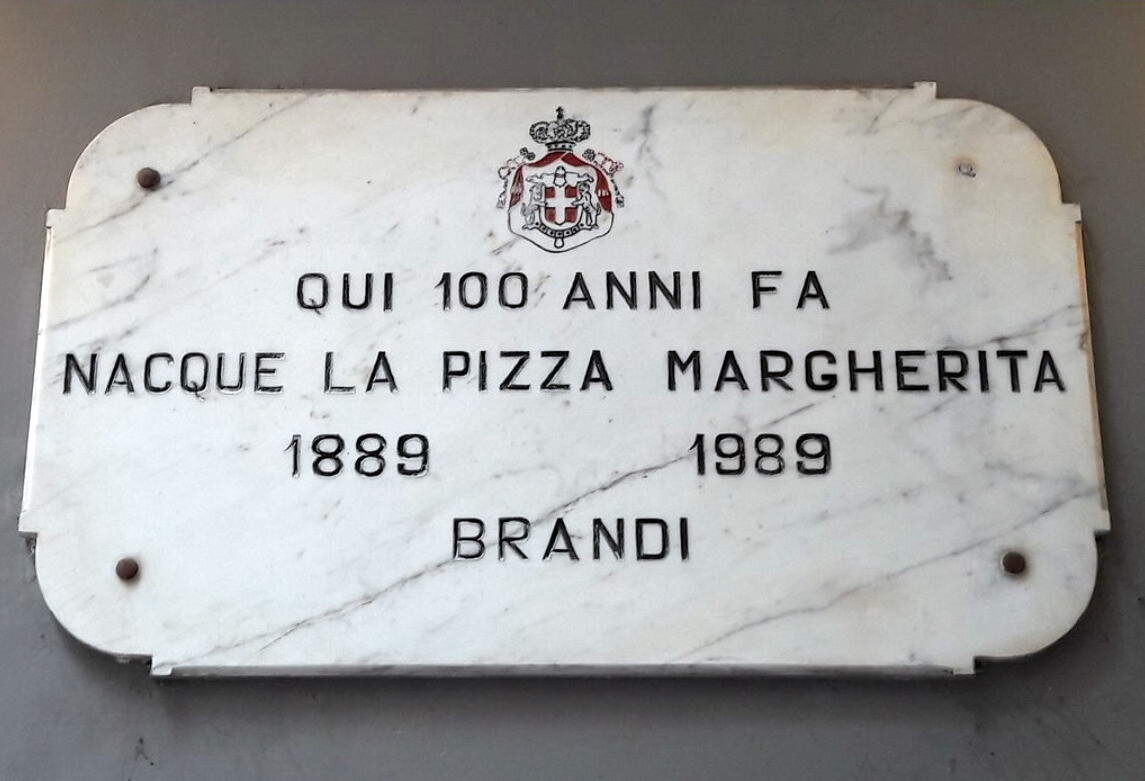 QUI 100 ANNI FA
NACQUE LA PIZZA MARGHERITA
1889 1989
BRANDI